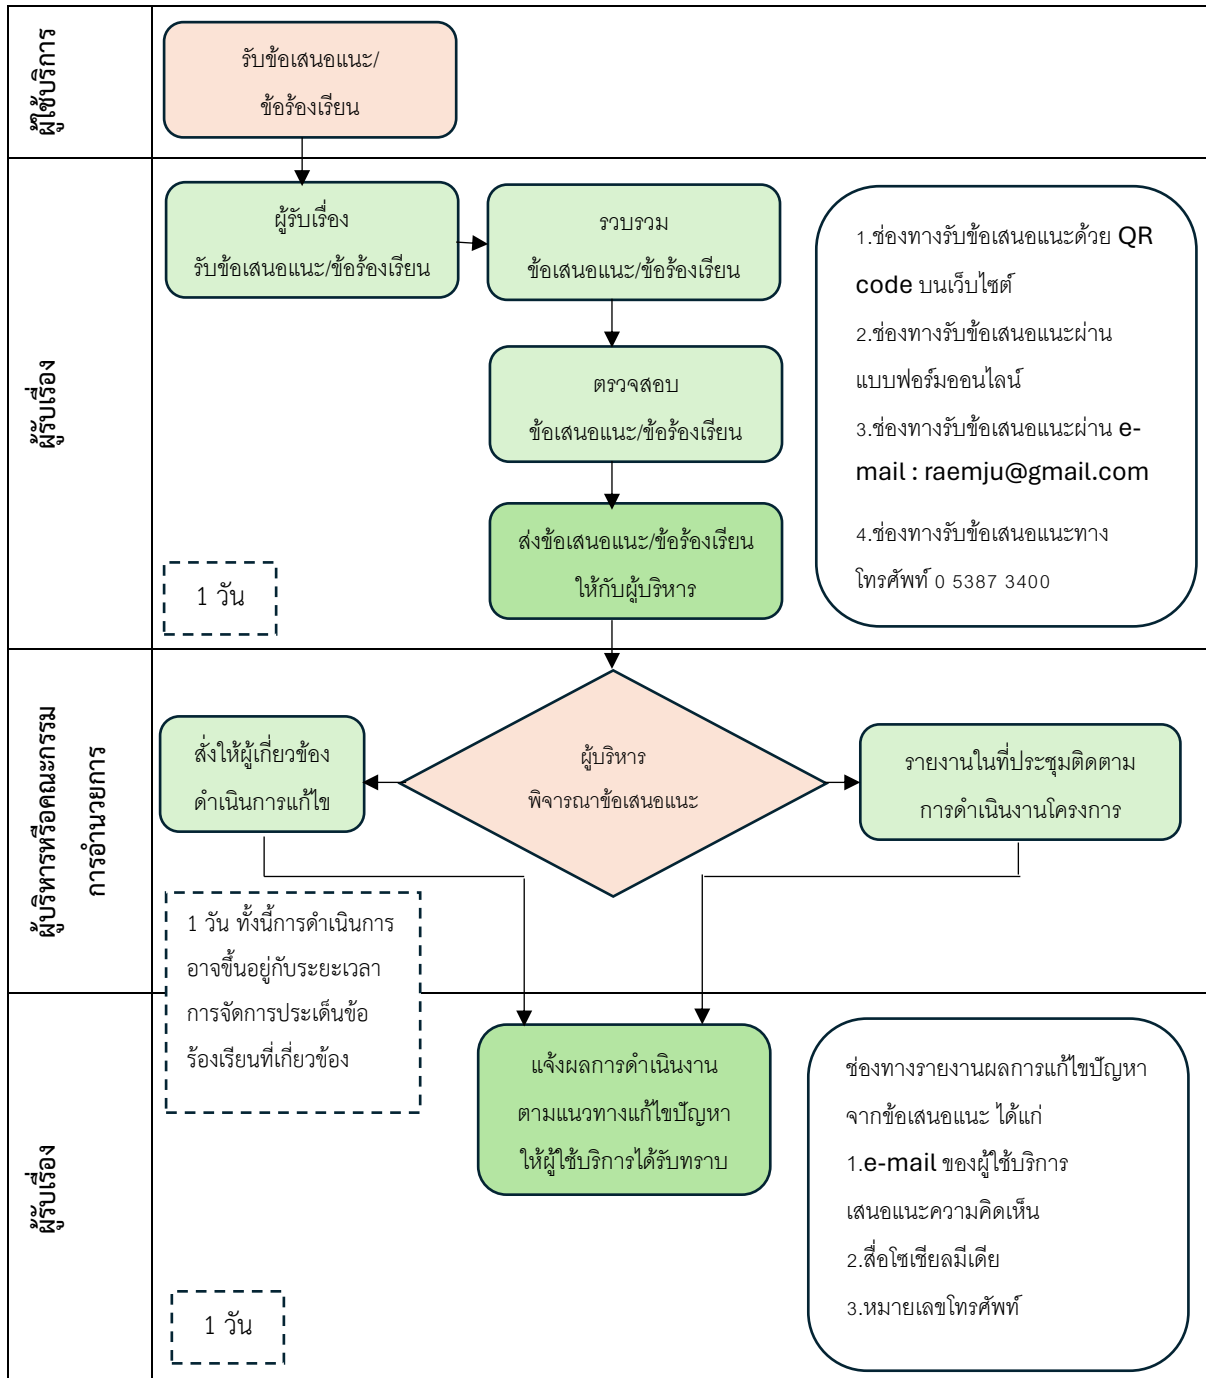 ผู้ใช้บริการ
รับข้อเสนอแนะ/
ข้อร้องเรียน
ผู้รับเรื่อง
ผู้รับเรื่อง
รับข้อเสนอแนะ/ข้อร้องเรียน
รวบรวม
ข้อเสนอแนะ/ข้อร้องเรียน
ตรวจสอบ
ข้อเสนอแนะ/ข้อร้องเรียน
ส่งข้อเสนอแนะ/ข้อร้องเรียน
ให้กับผู้บริหาร
1 วัน
1.ช่องทางรับข้อเสนอแนะด้วย QR
code บนเว็บไซต์
2.ช่องทางรับข้อเสนอแนะผ่าน
แบบฟอร์มออนไลน์
3.ช่องทางรับข้อเสนอแนะผ่าน e-
mail : raemju@gmail.com
4.ช่องทางรับข้อเสนอแนะทาง
โทรศัพท์ 0 5387 3400
ผู้บริหารหรือคณะกรรม
การอำนวยการ
สั่งให้ผู้เกี่ยวข้อง
ดำเนินการแก้ไข
ผู้บริหาร
พิจารณาข้อเสนอแนะ
รายงานในที่ประชุมติดตาม
การดำเนินงานโครงการ
1 วัน ทั้งนี้การดำเนินการ
อาจขึ้นอยู่กับระยะเวลา
การจัดการประเด็นข้อ
ร้องเรียนที่เกี่ยวข้อง
ผู้รับเรื่อง
แจ้งผลการดำเนินงาน
ตามแนวทางแก้ไขปัญหา
ให้ผู้ใช้บริการได้รับทราบ
1 วัน
ช่องทางรายงานผลการแก้ไขปัญหา
จากข้อเสนอแนะ ได้แก่
1.e-mail ของผู้ใช้บริการ
เสนอแนะความคิดเห็น
2.สื่อโซเชียลมีเดีย
3.หมายเลขโทรศัพท์